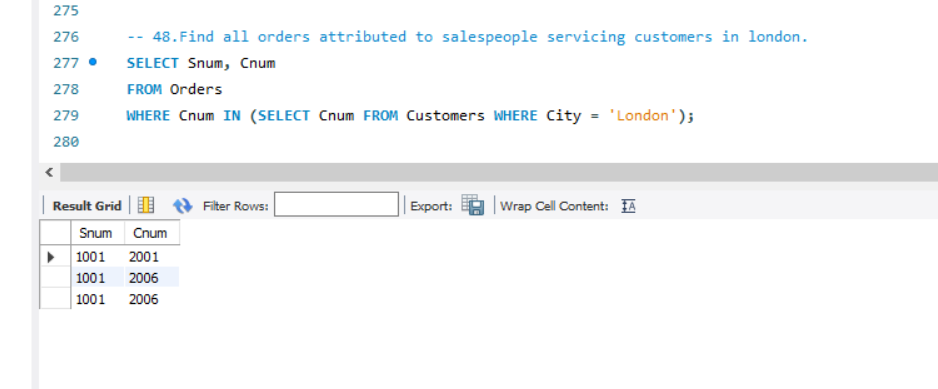 275
276 -- 48.Find all orders attributed to salespeople servicing customers in london.
277 SELECT Snum, Cnum
278 FROM Orders
279 WHERE Cnum IN (SELECT Cnum FROM Customers WHERE City = 'London');
280
Result Grid Filter Rows: Export: Wrap Cell Content: IA
Snum Cnum
1001 2001
1001 2006
1001 2006